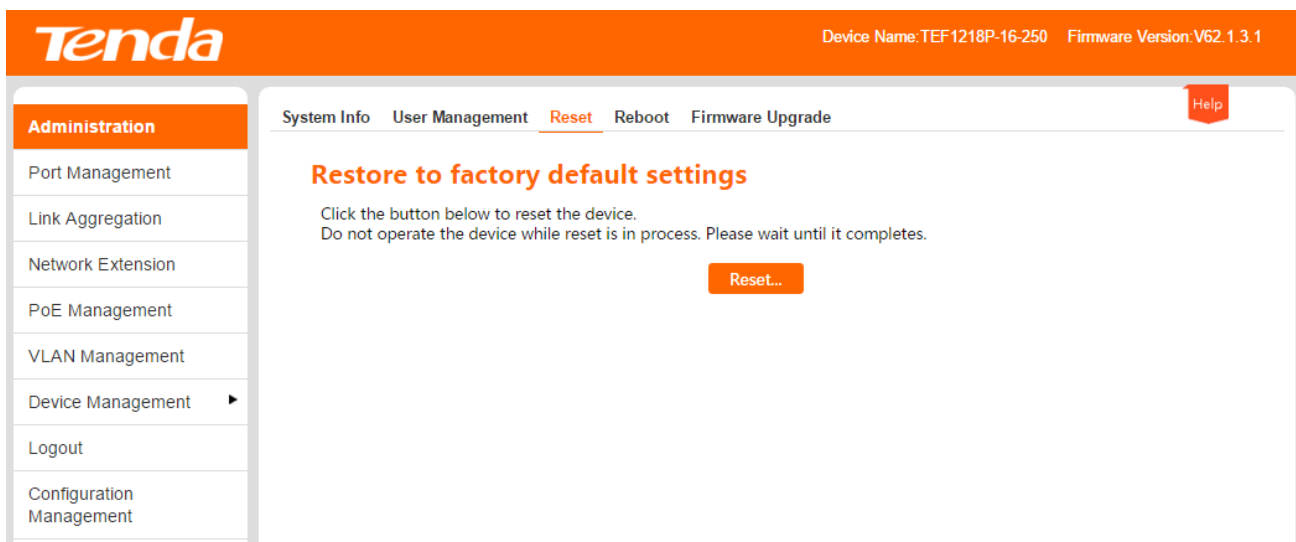 Tenda
Device Name:TEF1218P-16-250 Firmware Version:V62.1.3.1
Help
Administration
System Info User Management Reset Reboot Firmware Upgrade
Port Management
Link Aggregation
Network Extension
PoE Management
VLAN Management
Device Management
Logout
Configuration
Management
Restore to factory default settings
Click the button below to reset the device.
Do not operate the device while reset is in process. Please wait until it completes.
Reset...